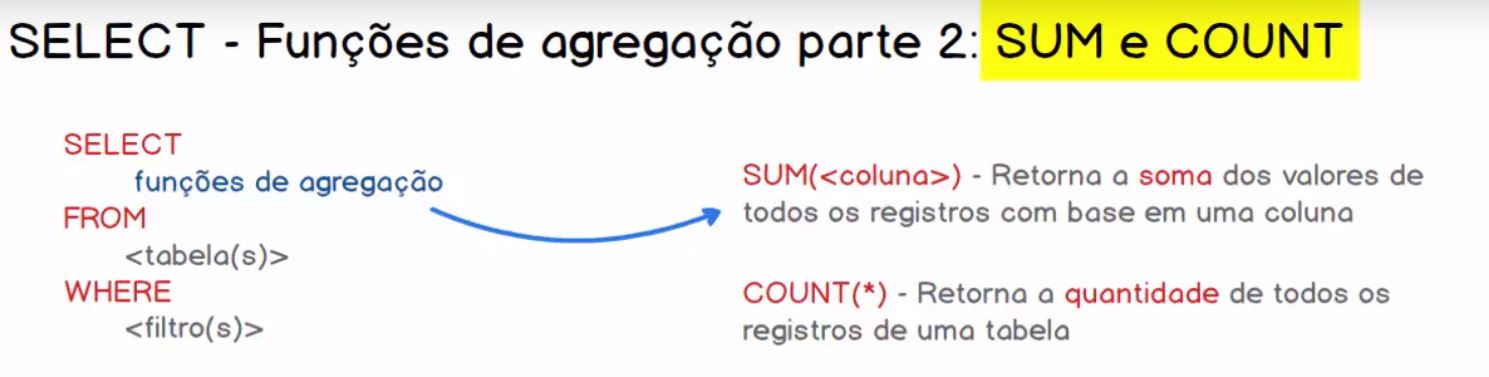 SELECT - Funções de agregação parte 2: SUM e COUNT
SELECT
funções de agregação
FROM
<tabela(s)>
WHERE
<filtro(s)>
SUM(<coluna>) - Retorna a soma dos valores de
todos os registros com base em uma coluna
COUNT(*) - Retorna a quantidade de todos os
registros de uma tabela